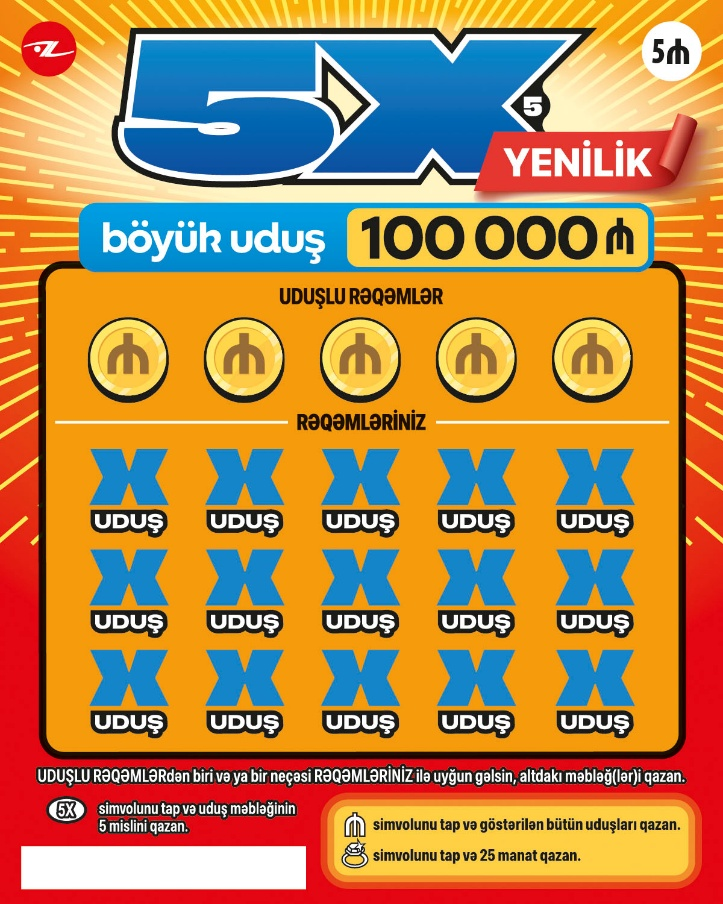 5₼
5X
5
YENİLİK
böyük uduş 100 000 ₼
UDUŞLU RƏQƏMLƏR
₼ ₼ ₼ ₼ ₼
RƏQƏMLƏRİNİZ
X X X X X
UDUŞ UDUŞ UDUŞ UDUŞ UDUŞ
X X X X X
UDUŞ UDUŞ UDUŞ UDUŞ UDUŞ
X X X X X
UDUŞ UDUŞ UDUŞ UDUŞ UDUŞ
UDUŞLU RƏQƏMLƏRdən biri və ya bir neçəsi RƏQƏMLƏRİNİZ ilə uyğun gəlsin, altdakı məbləğ(lər)i qazan.
5X simvolunu tap və uduş məbləğinin
5 mislini qazan.
₼ simvolunu tap və göstərilən bütün uduşları qazan.
simvolunu tap və 25 manat qazan.